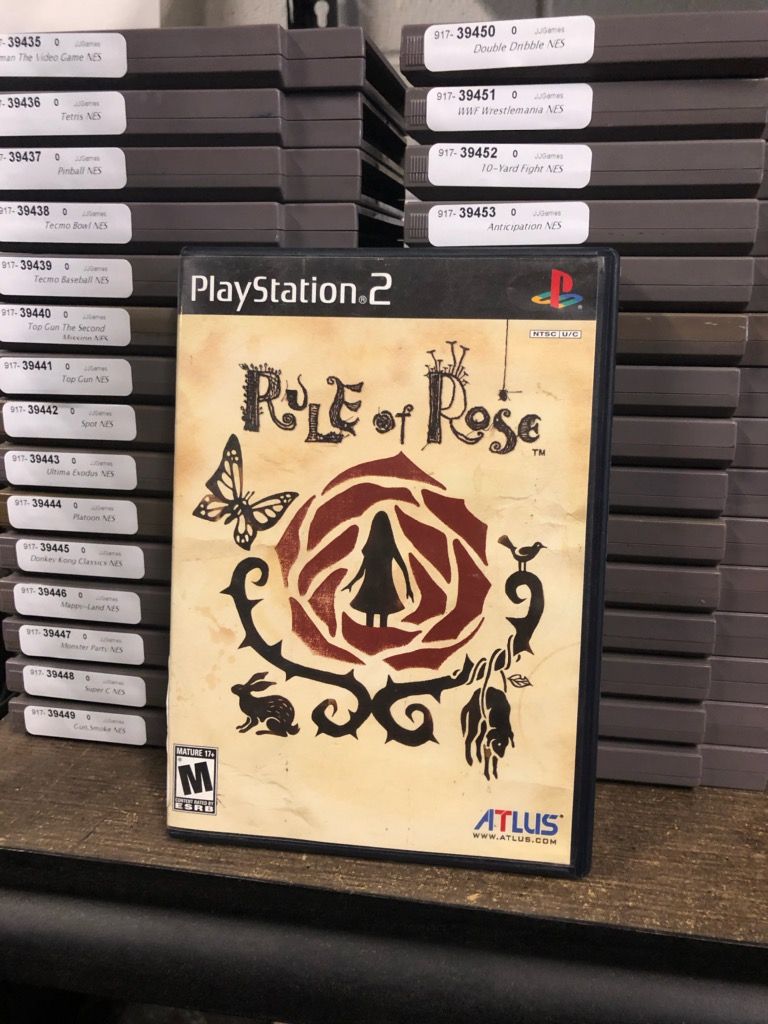 39435 0 JJGames
man The Video Game NES
39436 0 JJGames
Tetris NES
7- 39437 0 JJGames
Pinball NES
917- 39438 0 JJGames
Tecmo Bowl NES
917- 39439 0 JJGames
Tecmo Baseball NES
917- 39440 0 JJGames
Top Gun The Second
Mission NES
917- 39441 0 JJGames
Top Gun NES
917- 39442 0 JJGames
Spot NES
917- 39443 0 JJGames
Ultima Exodus NES
917- 39444 0 JJGames
Platoon NES
917- 39445 0 JJGames
Donkey Kong Classics NES
917- 39446 0 JJGames
Mappy-Land NES
917- 39447 0 JJGames
Monster Party NES
917- 39448 0 JJGames
Super C NES
917- 39449 0 JJGames
Gun.Smoke NES
917- 39450 0 JJGames
Double Dribble NES
917- 39451 0 JJGames
WWF Wrestlemania NES
917- 39452 0 JJGames
10-Yard Fight NES
917- 39453 0 JJGames
Anticipation NES
PlayStation®2
NTSC U/C
RULE of ROSE™
MATURE 17+
M
CONTENT RATED BY
ESRB
ATLUS®
WWW.ATLUS.COM